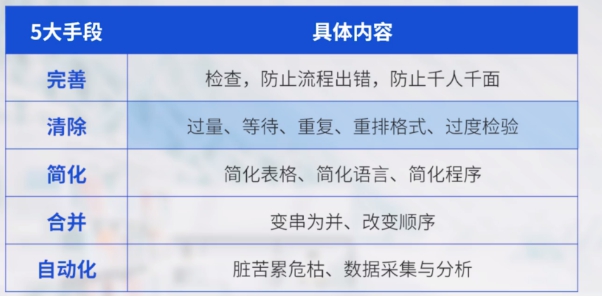 5大手段 具体内容
完善 检查，防止流程出错，防止千人千面
清除 过量、等待、重复、重排格式、过度检验
简化 简化表格、简化语言、简化程序
合并 变串为并、改变顺序
自动化 脏苦累危枯、数据采集与分析